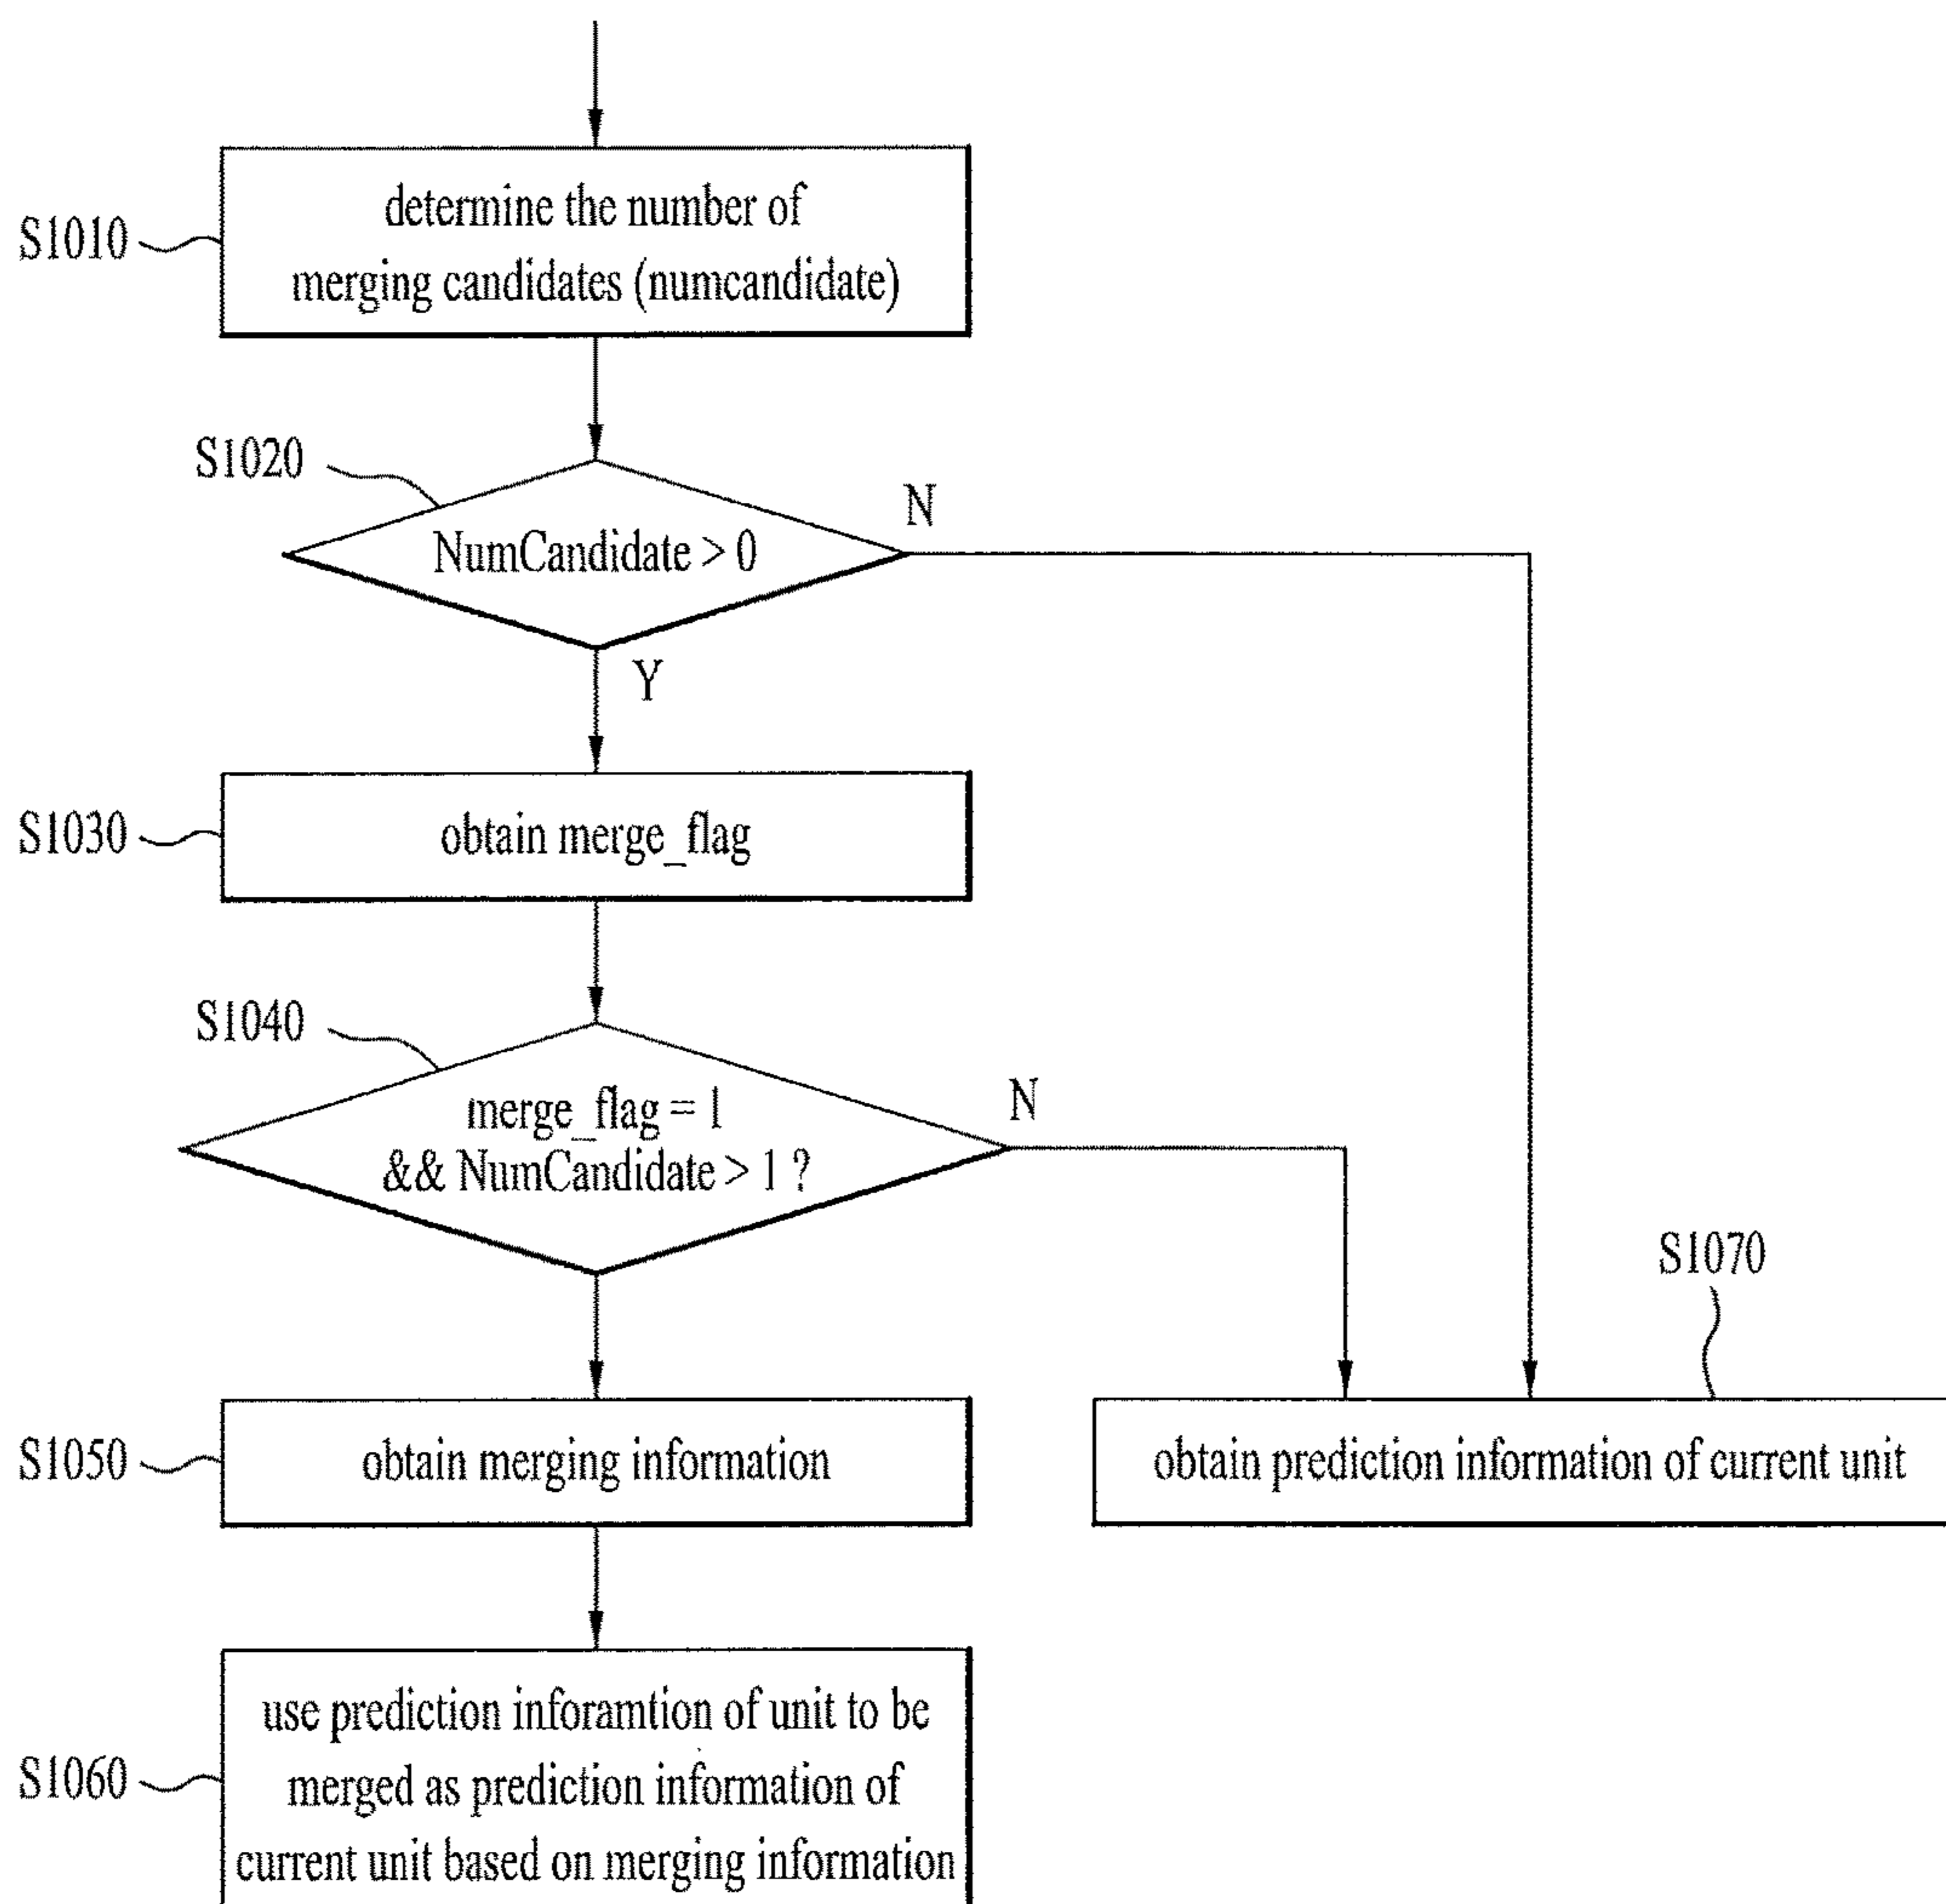 determine the number of
S1010
merging candidates (numcandidate)
S1020
N
NumCandidate > 0
Y
S1030
obtain merge_flag
S1040
merge_flag = 1
N
&& NumCandidate > 1 ?
S1070
S1050
obtain merging information
obtain prediction information of current unit
use prediction inforamtion of unit to be
S1060
merged as prediction information of
current unit based on merging information